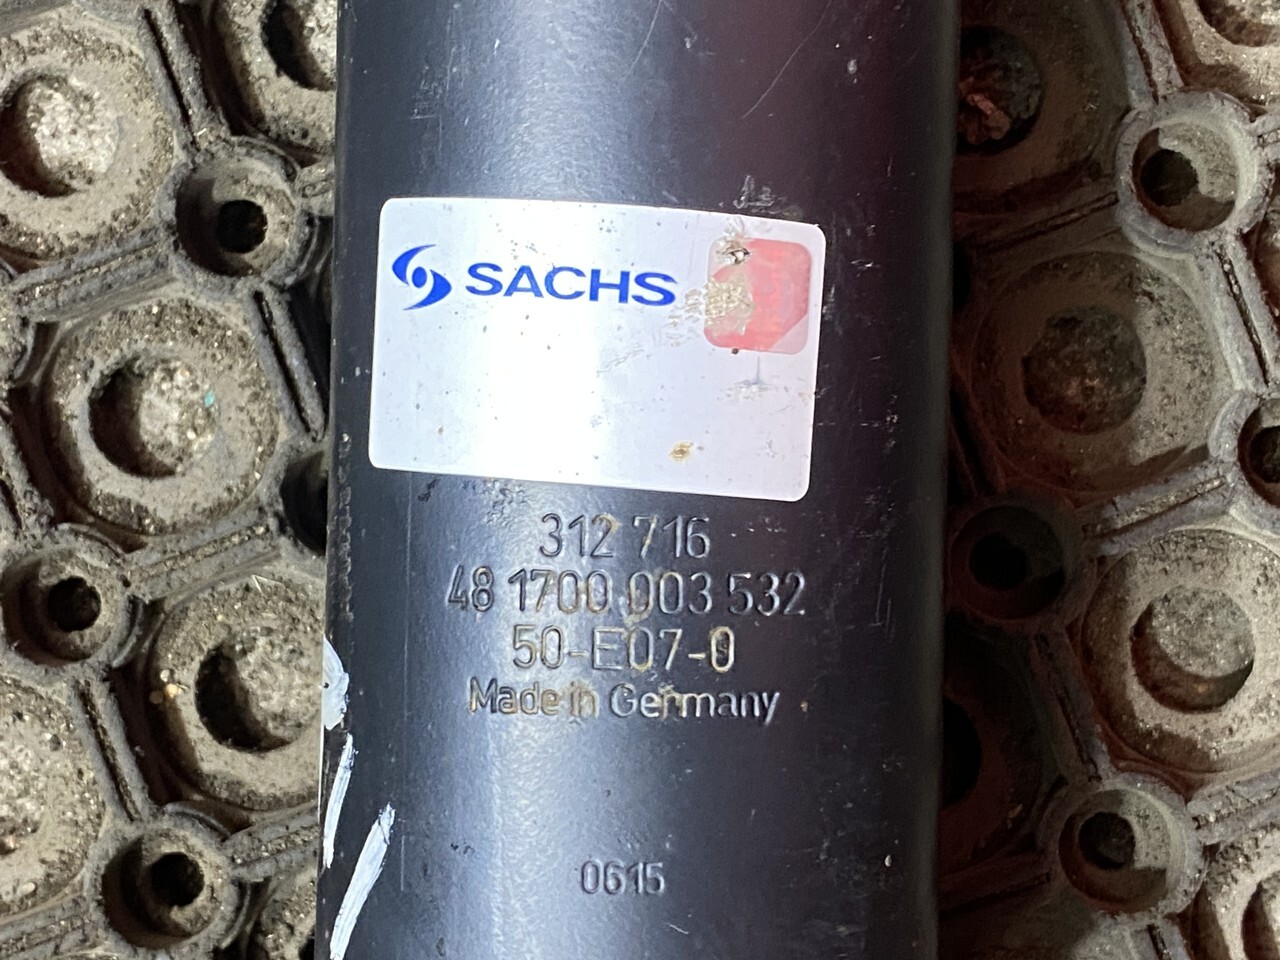 SACHS
312 716
48 1700 003 532
50-E07-0
Made in Germany
0615